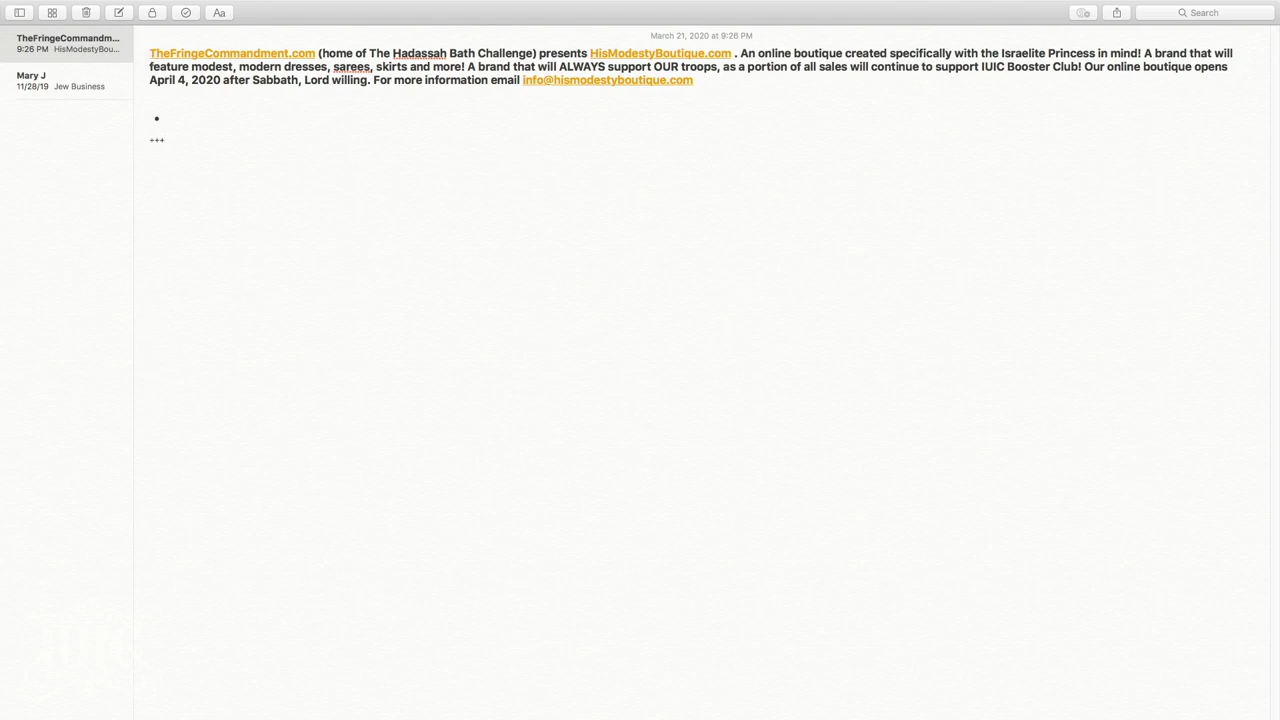 Aa
Search
TheFringeCommandm...
9:26 PM HisModestyBou...
Mary J
11/28/19 Jew Business
March 21, 2020 at 9:26 PM
TheFringeCommandment.com (home of The Hadassah Bath Challenge) presents HisModestyBoutique.com . An online boutique created specifically with the Israelite Princess in mind! A brand that will
feature modest, modern dresses, sarees, skirts and more! A brand that will ALWAYS support OUR troops, as a portion of all sales will continue to support IUIC Booster Club! Our online boutique opens
April 4, 2020 after Sabbath, Lord willing. For more information email info@hismodestyboutique.com
•
+++
IUIC